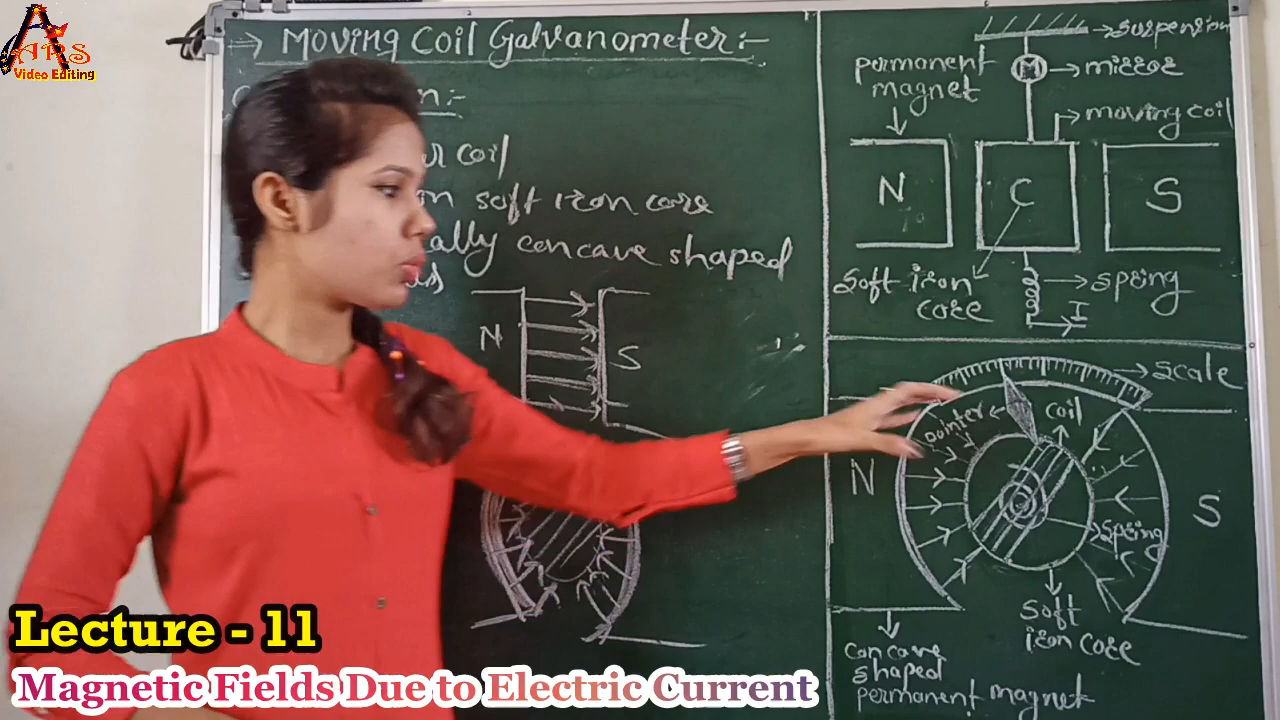 ARS
Video Editing
⇒ Moving Coil Galvanometer:-
n:-
r coil
n soft iron core
ally concave shaped
N
S
suspension
M
mirror
permanent
magnet
moving coil
N
C
S
Soft iron
core
spring
I
scale
pointer
coil
N
S
spring
soft
iron core
concave
shaped
permanent magnet
Lecture - 11
Magnetic Fields Due to Electric Current